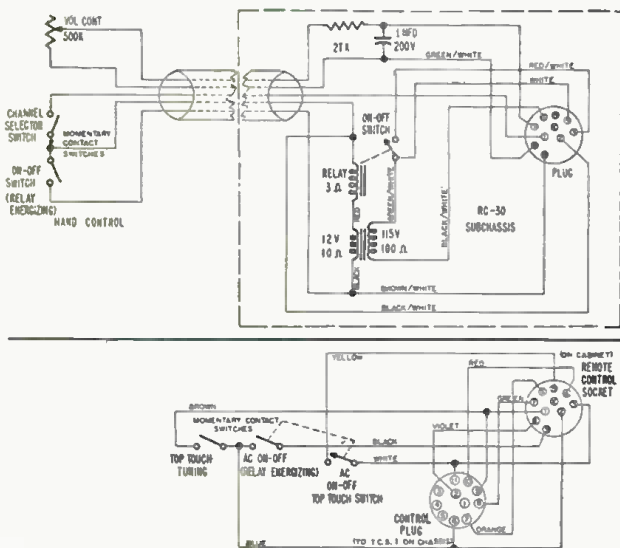 VOL CONT
500K
CHANNEL
SELECTOR
SWITCH
MOMENTARY
CONTACT
SWITCHES
ON-OFF
SWITCH
(RELAY
ENERGIZING)
HAND CONTROL
.1 MFD
200V
GREEN/WHITE
RED/WHITE
WHITE
ON-OFF
SWITCH
PLUG
RELAY
3 Ω
RED
GREEN/WHITE
BLACK/WHITE
RC-30
SUBCHASSIS
12V
10 Ω
115V
100 Ω
BLACK
BROWN/WHITE
BLACK/WHITE
YELLOW
(ON CABINET)
RED
REMOTE
CONTROL
SOCKET
BROWN
GREEN
MOMENTARY CONTACT
SWITCHES
VIOLET
BLACK
WHITE
TOP TOUCH
TUNING
AC ON-OFF
(RELAY ENERGIZING)
AC
ON-OFF
TOP TOUCH SWITCH
CONTROL
PLUG
ORANGE
BLUE
(TO T.C.S. 1 ON CHASSIS)